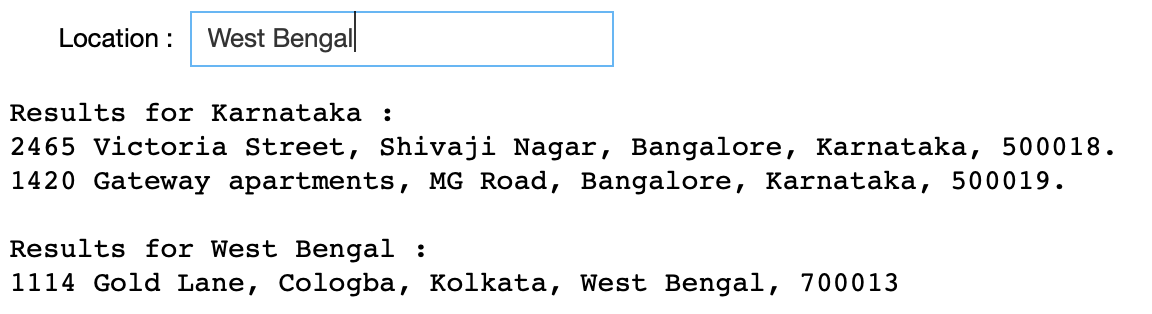 Location : West Bengal
Results for Karnataka :
2465 Victoria Street, Shivaji Nagar, Bangalore, Karnataka, 500018.
1420 Gateway apartments, MG Road, Bangalore, Karnataka, 500019.
Results for West Bengal :
1114 Gold Lane, Cologba, Kolkata, West Bengal, 700013